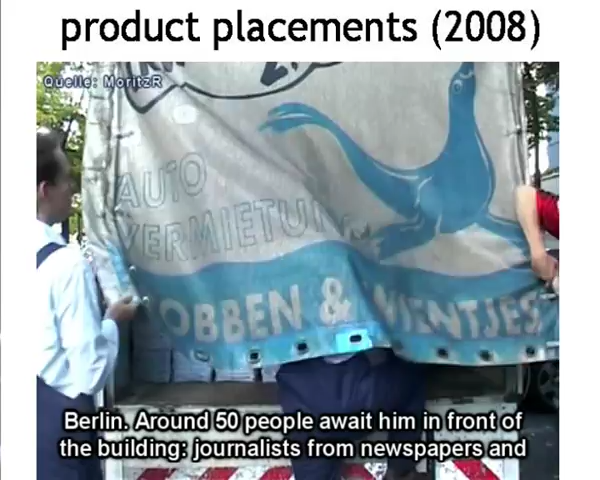 product placements (2008)
Quelle: MoritzR
AUTO
VERMIETUN
OBBEN & NIENTJES
Berlin. Around 50 people await him in front of
the building: journalists from newspapers and